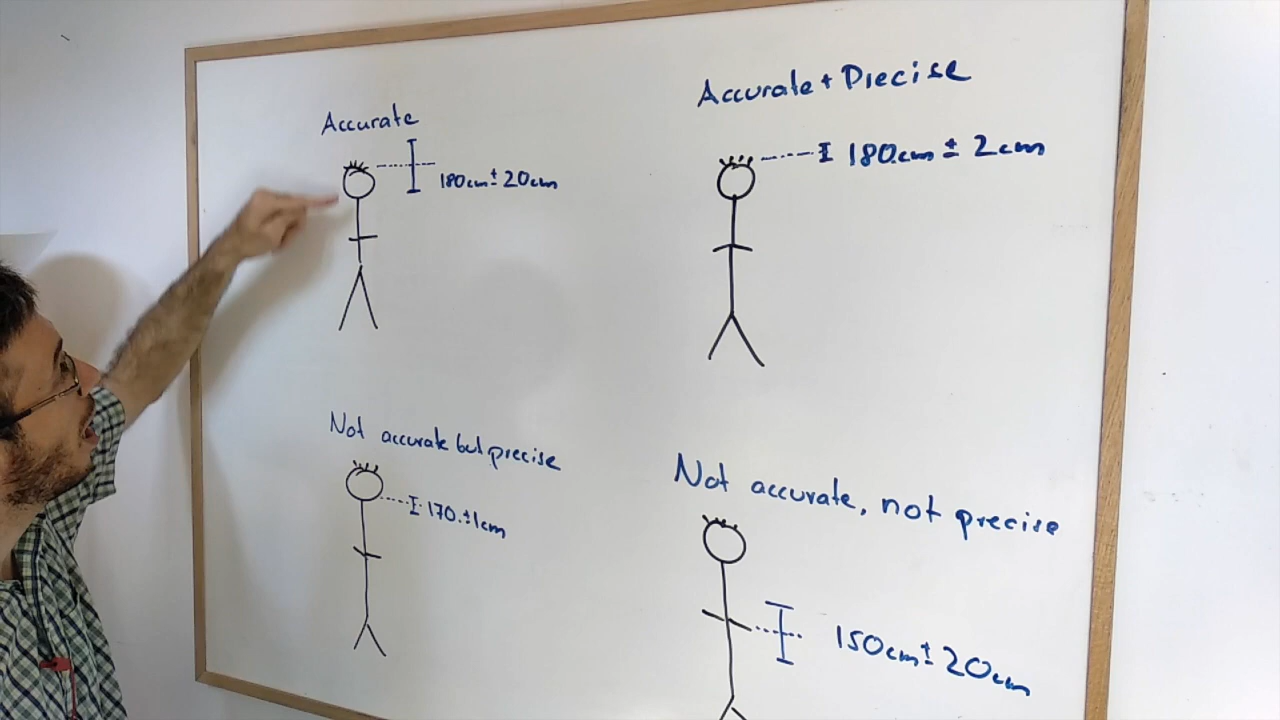 Accurate
180cm ± 20cm
Accurate + Precise
180cm ± 2cm
Not accurate but precise
170 ± 1cm
Not accurate, not precise
150cm ± 20cm